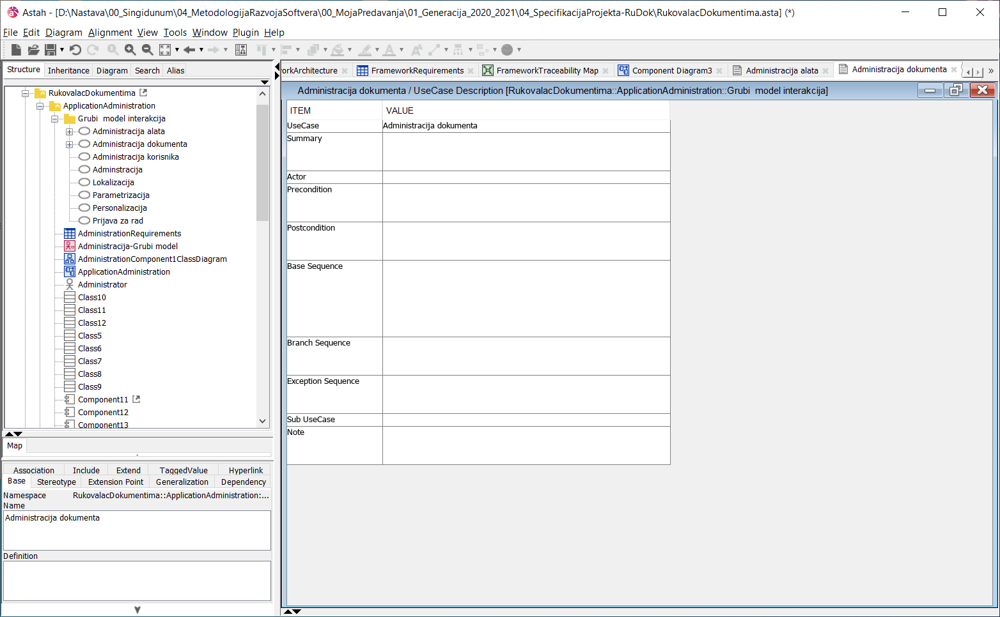 Astah - [D:\Nastava\00_Singidunum\04_MetodologijaRazvojaSoftvera\00_MojaPredavanja\01_Generacija_2020_2021\04_SpecifikacijaProjekta-RuDok\RukovalacDokumentima.asta] (*)
File Edit Diagram Alignment View Tools Window Plugin Help
Structure Inheritance Diagram Search Alias
RukovalacDokumentima
ApplicationAdministration
Grubi  model interakcija
Administracija alata
Administracija dokumenta
Administracija korisnika
Adminstracija
Lokalizacija
Parametrizacija
Personalizacija
Prijava za rad
AdministrationRequirements
Administracija-Grubi model
AdministrationComponent1ClassDiagram
ApplicationAdministration
Administrator
Class10
Class11
Class12
Class5
Class6
Class7
Class8
Class9
Component11
Component12
Component13
Map
Association Include Extend TaggedValue Hyperlink
Base Stereotype Extension Point Generalization Dependency
Namespace RukovalacDokumentima::ApplicationAdministration:...
Name
Administracija dokumenta
Definition
orkArchitecture FrameworkRequirements FrameworkTraceability Map Component Diagram3 Administracija alata Administracija dokumenta »
Administracija dokumenta / UseCase Description [RukovalacDokumentima::ApplicationAdministration::Grubi  model interakcija]
ITEM VALUE
UseCase Administracija dokumenta
Summary
Actor
Precondition
Postcondition
Base Sequence
Branch Sequence
Exception Sequence
Sub UseCase
Note